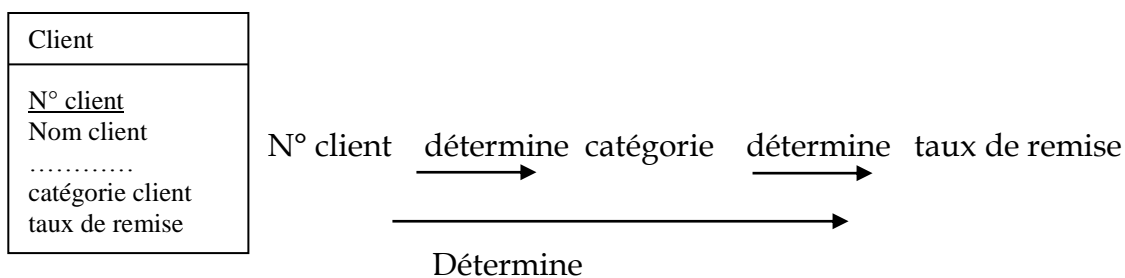 Client
N° client
Nom client
…………
catégorie client
taux de remise
N° client détermine catégorie détermine taux de remise
Détermine